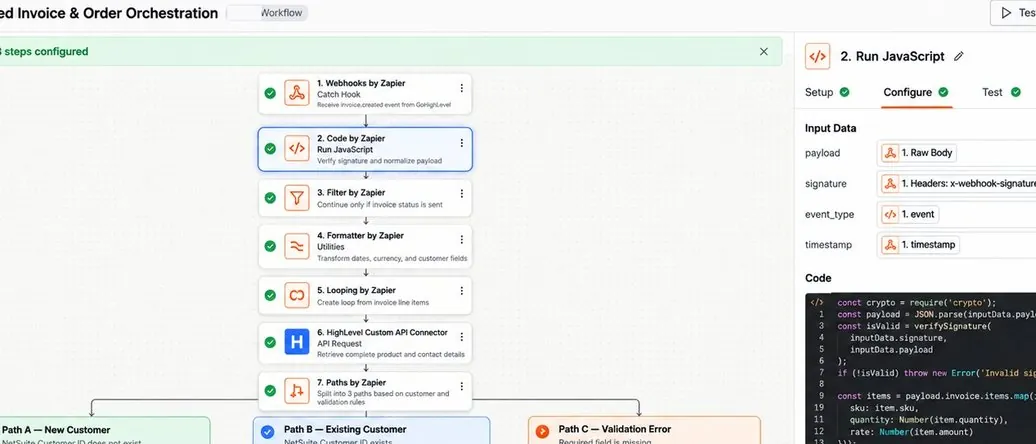 ed Invoice & Order Orchestration
Workflow
Tes
3 steps configured
1. Webhooks by Zapier
Catch Hook
Receive invoice.created event from GoHighLevel
2. Code by Zapier
Run JavaScript
Verify signature and normalize payload
3. Filter by Zapier
Continue only if invoice status is sent
4. Formatter by Zapier
Utilities
Transform dates, currency, and customer fields
5. Looping by Zapier
Create loop from invoice line items
6. HighLevel Custom API Connector
API Request
Retrieve complete product and contact details
7. Paths by Zapier
Split into 3 paths based on customer and
validation rules
Path A — New Customer
NetSuite Customer ID does not exist
Path B — Existing Customer
NetSuite Customer ID exists
Path C — Validation Error
Required field is missing
2. Run JavaScript
Setup
Configure
Test
Input Data
payload
1. Raw Body
signature
1. Headers: x-webhook-signature
event_type
1. event
timestamp
1. timestamp
Code
</> const crypto = require('crypto');
1 const payload = JSON.parse(inputData.paylo
3 const isValid = verifySignature(
4 inputData.signature,
5 inputData.payload
6 );
7 if (!isValid) throw new Error('Invalid sig
8
9 const items = payload.invoice.items.map(i
10 sku: item.sku,
11 quantity: Number(item.quantity),
12 rate: Number(item.amount)
13 }));